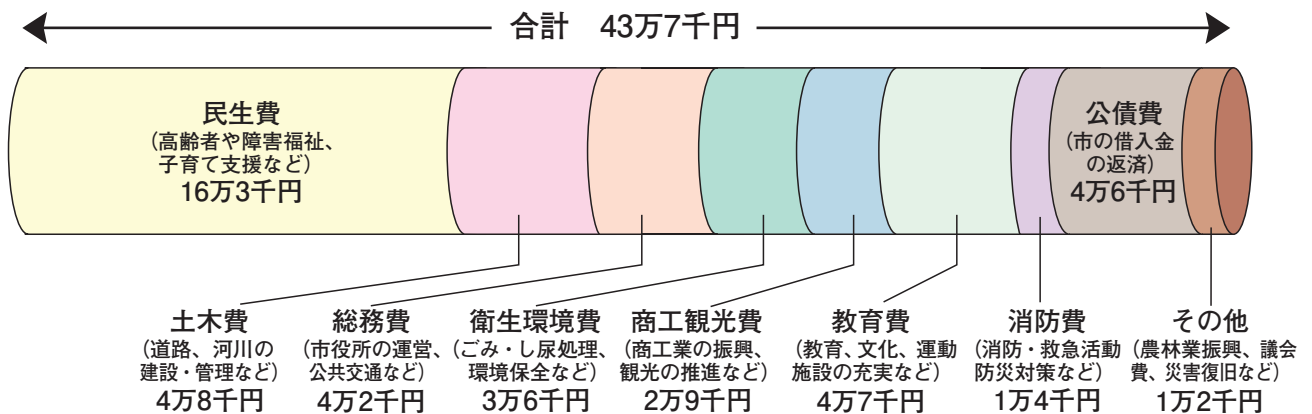 合計　43万7千円
民生費
(高齢者や障害福祉、
子育て支援など)
16万3千円
公債費
(市の借入金
の返済)
4万6千円
土木費
(道路、河川の
建設・管理など)
4万8千円
総務費
(市役所の運営、
公共交通など)
4万2千円
衛生環境費
(ごみ・し尿処理、
環境保全など)
3万6千円
商工観光費
(商工業の振興、
観光の推進など)
2万9千円
教育費
(教育、文化、運動
施設の充実など)
4万7千円
消防費
(消防・救急活動
防災対策など)
1万4千円
その他
(農林業振興、議会
費、災害復旧など)
1万2千円